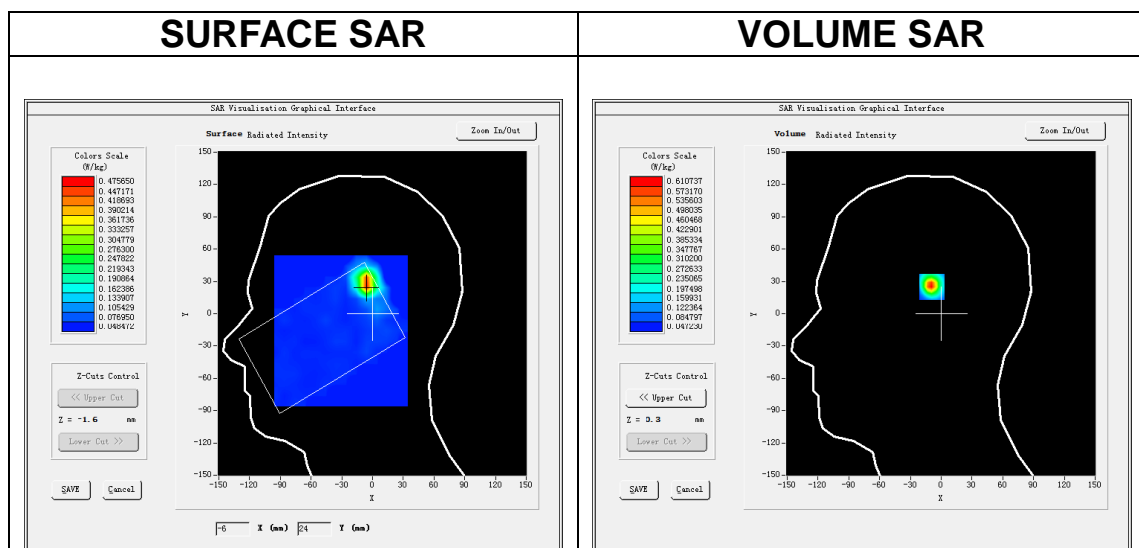 SURFACE SAR
VOLUME SAR
SAR Visualisation Graphical Interface
Surface Radiated Intensity
Zoom In/Out
Colors Scale
(W/kg)
0.475650
0.447171
0.418693
0.390214
0.361736
0.333257
0.304779
0.276300
0.247822
0.219343
0.190864
0.162386
0.133907
0.105429
0.076950
0.048472
150
120
90
60
30
0
-30
-60
-90
-120
-150
Y
-150 -120 -90 -60 -30 0 30 60 90 120 150
X
Z-Cuts Control
<< Upper Cut
Z = -1.6 mm
Lower Cut >>
SAVE Cancel
-6 X (mm) 24 Y (mm)
SAR Visualisation Graphical Interface
Volume Radiated Intensity
Zoom In/Out
Colors Scale
(W/kg)
0.610737
0.573170
0.535603
0.498035
0.460468
0.422901
0.385334
0.347767
0.310200
0.272633
0.235065
0.197498
0.159931
0.122364
0.084797
0.047230
150
120
90
60
30
0
-30
-60
-90
-120
-150
Y
-150 -120 -90 -60 -30 0 30 60 90 120 150
X
Z-Cuts Control
<< Upper Cut
Z = 0.3 mm
Lower Cut >>
SAVE Cancel